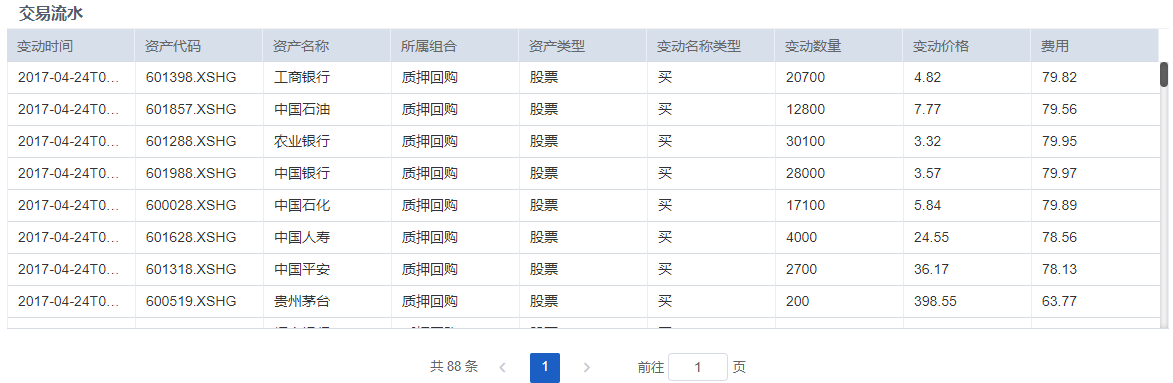 交易流水
变动时间 资产代码 资产名称 所属组合 资产类型 变动名称类型 变动数量 变动价格 费用
2017-04-24T0... 601398.XSHG 工商银行 质押回购 股票 买 20700 4.82 79.82
2017-04-24T0... 601857.XSHG 中国石油 质押回购 股票 买 12800 7.77 79.56
2017-04-24T0... 601288.XSHG 农业银行 质押回购 股票 买 30100 3.32 79.95
2017-04-24T0... 601988.XSHG 中国银行 质押回购 股票 买 28000 3.57 79.97
2017-04-24T0... 600028.XSHG 中国石化 质押回购 股票 买 17100 5.84 79.89
2017-04-24T0... 601628.XSHG 中国人寿 质押回购 股票 买 4000 24.55 78.56
2017-04-24T0... 601318.XSHG 中国平安 质押回购 股票 买 2700 36.17 78.13
2017-04-24T0... 600519.XSHG 贵州茅台 质押回购 股票 买 200 398.55 63.77
共 88 条 < 1 > 前往 1 页